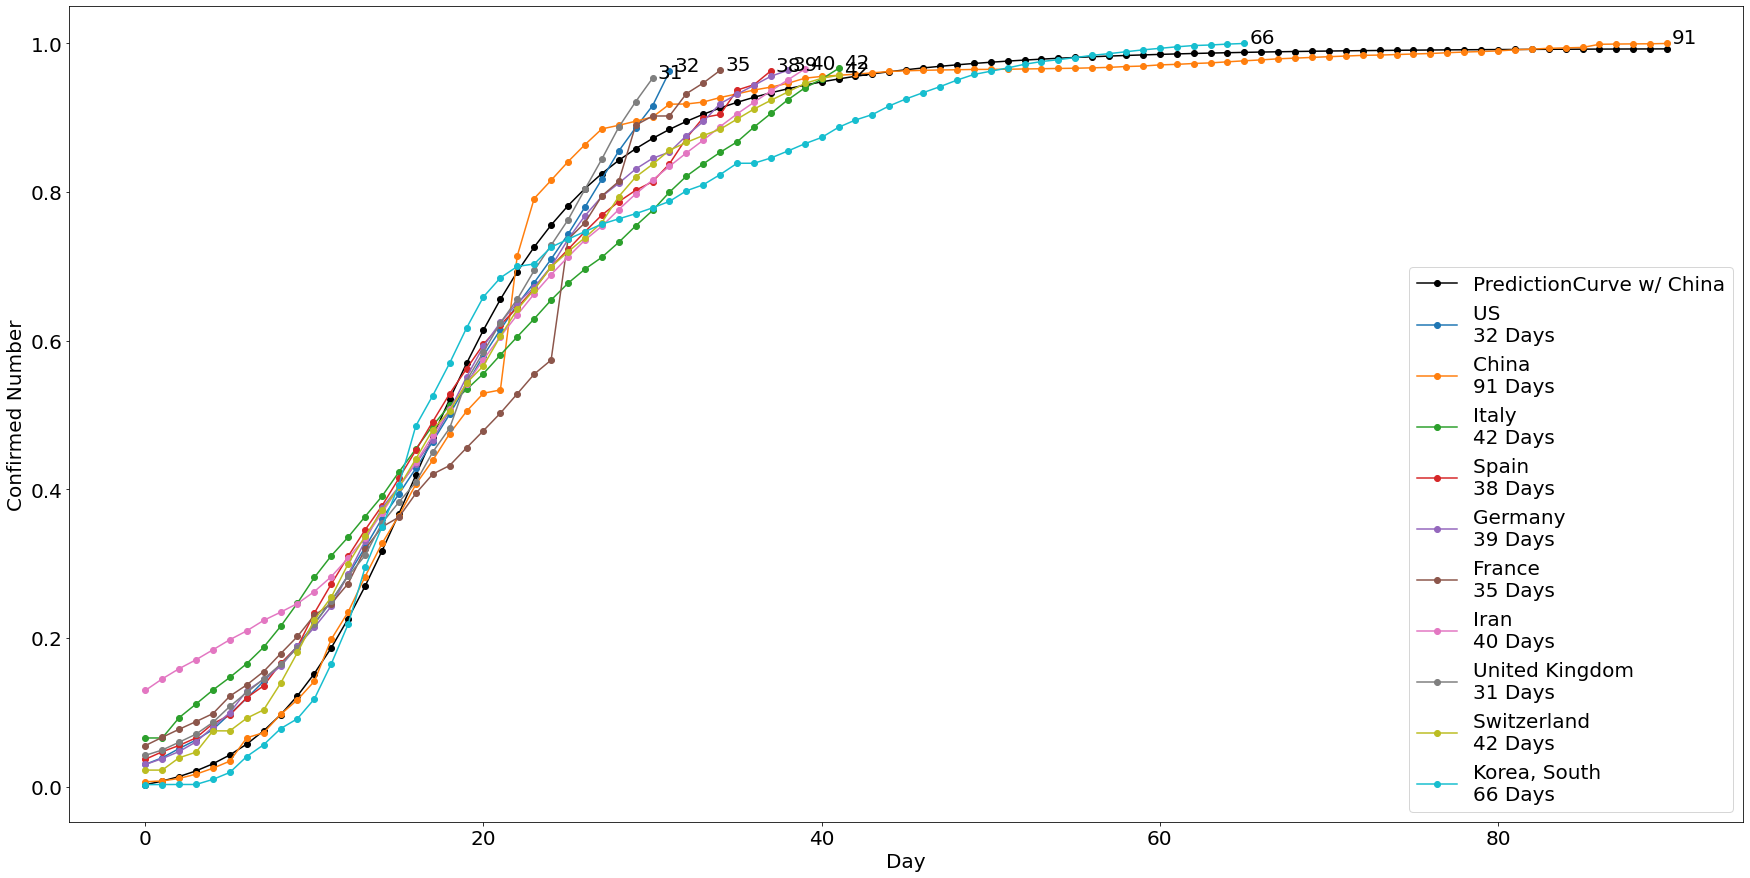 1.0
0.8
0.6
0.4
0.2
0.0
Confirmed Number
0
20
40
60
80
Day
31
32
35
38
39
40
42
42
66
91
PredictionCurve w/ China
US
32 Days
China
91 Days
Italy
42 Days
Spain
38 Days
Germany
39 Days
France
35 Days
Iran
40 Days
United Kingdom
31 Days
Switzerland
42 Days
Korea, South
66 Days